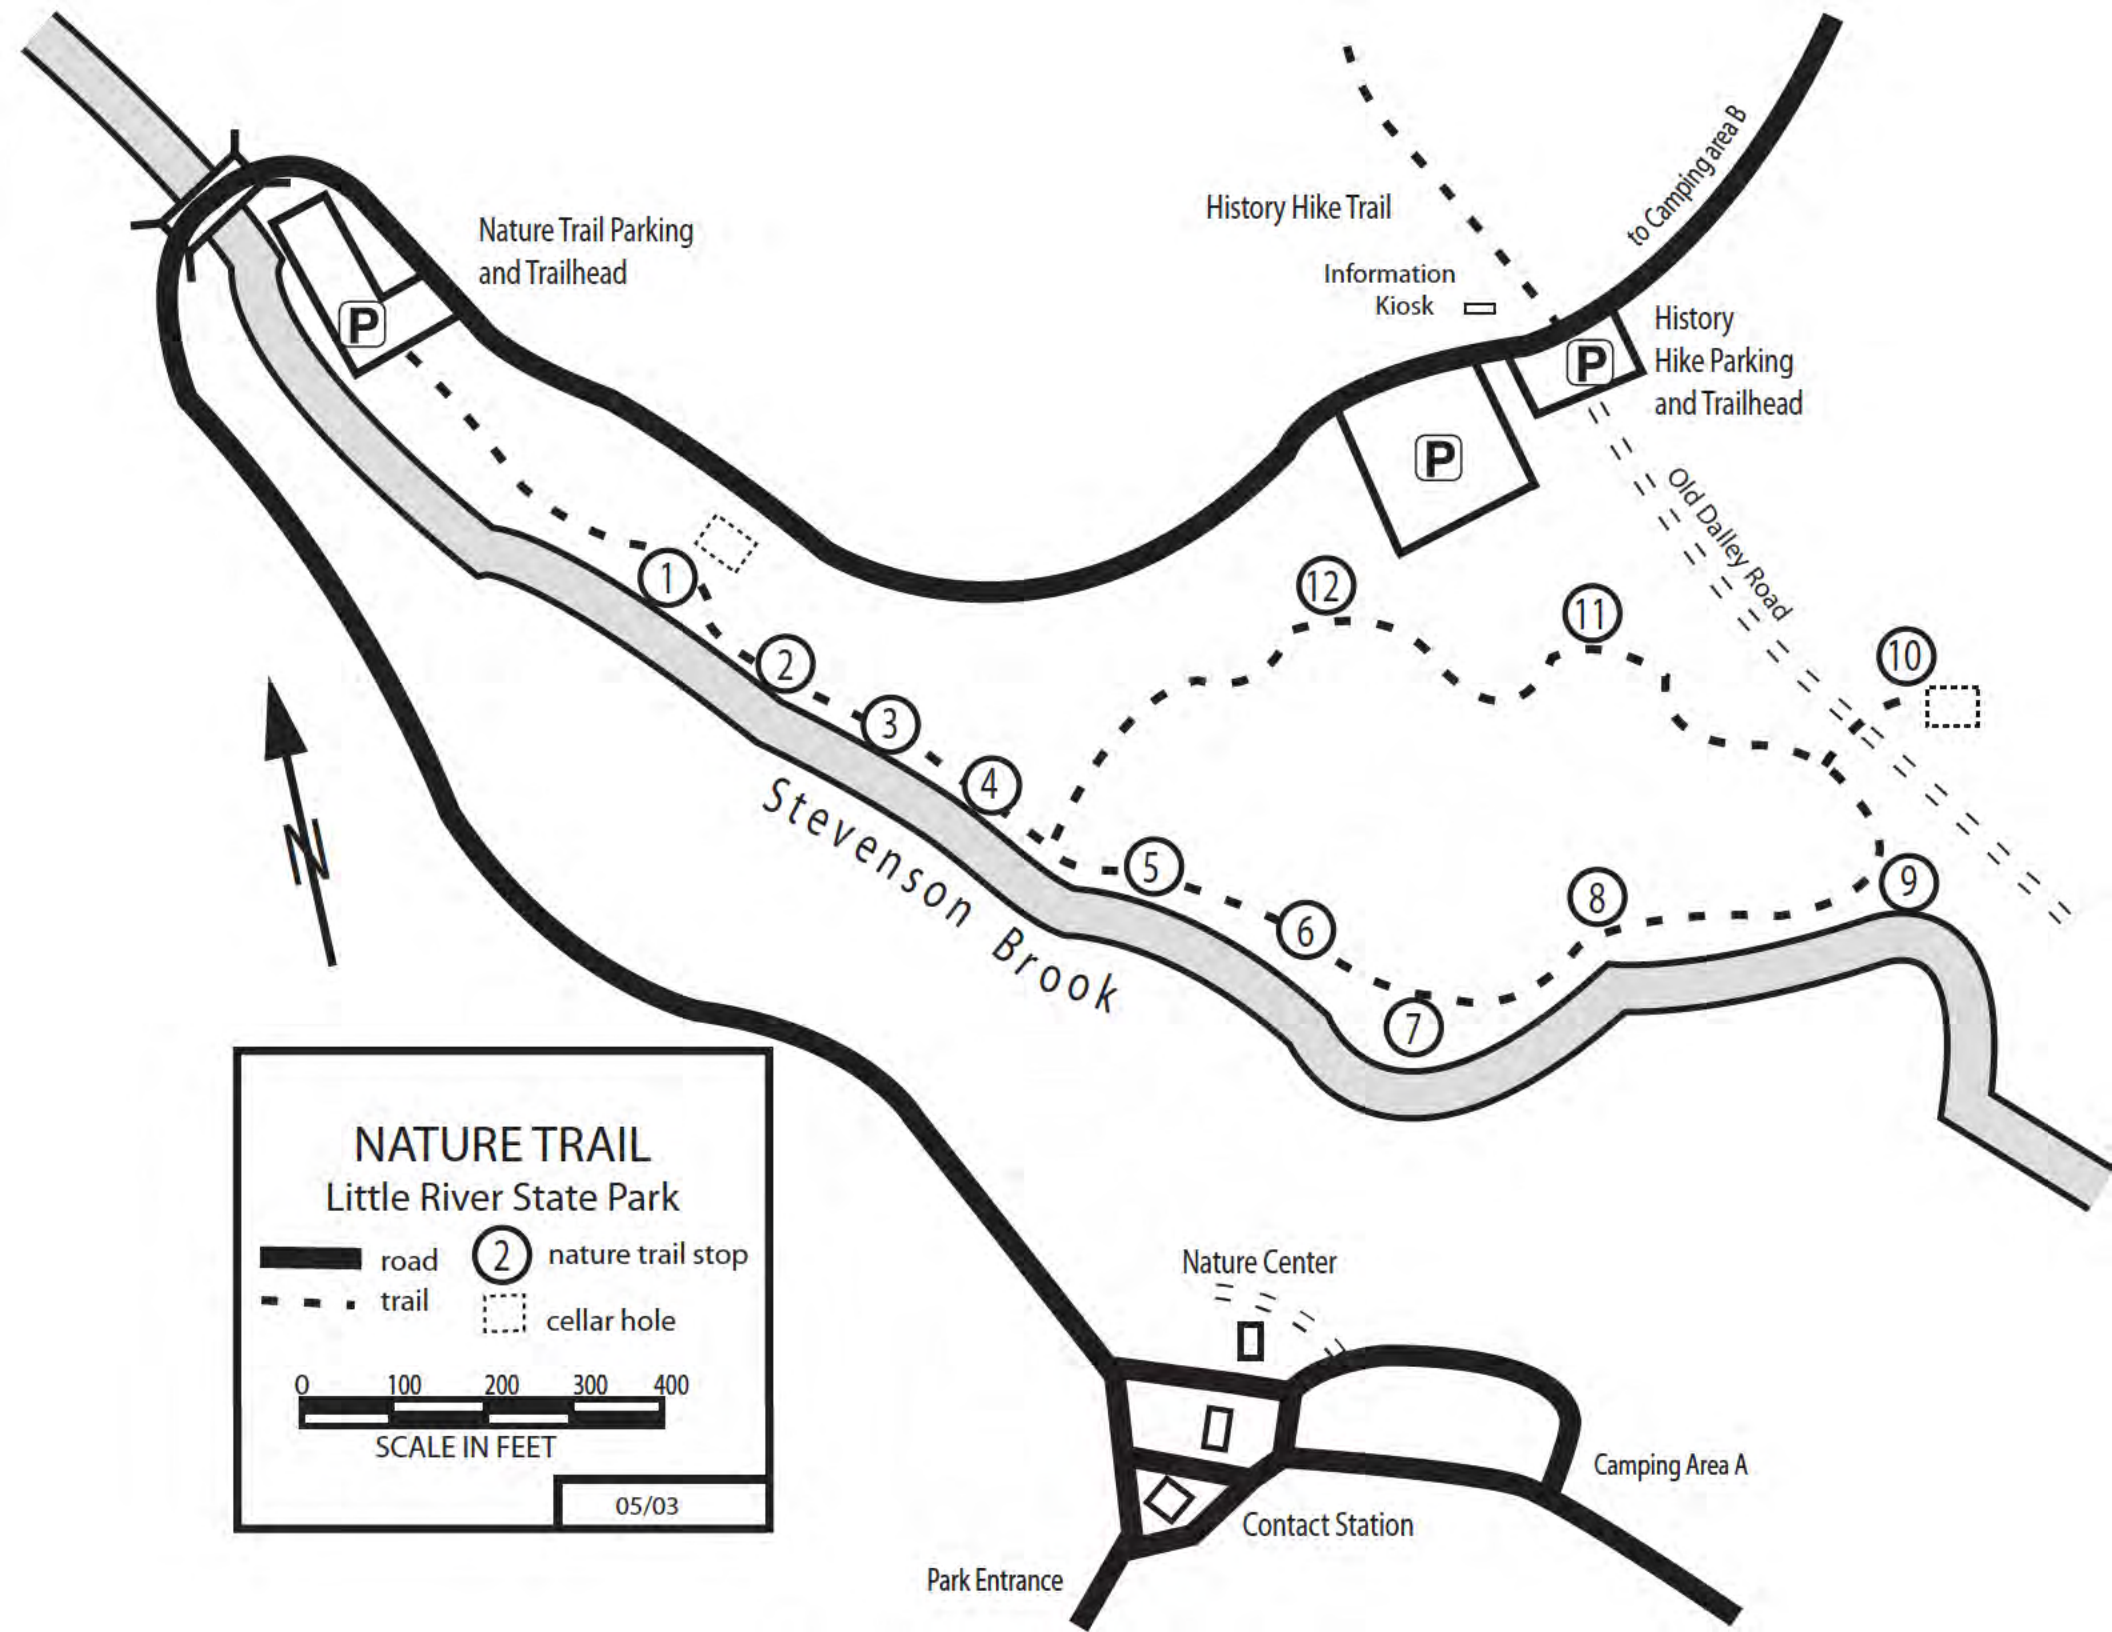 to Camping area B
History Hike Trail
Nature Trail Parking
and Trailhead
Information
Kiosk
P
History
Hike Parking
and Trailhead
P
P
Old Dalley Road
1
2
3
4
5
6
7
8
9
10
11
12
Stevenson Brook
N
NATURE TRAIL
Little River State Park
road
2
nature trail stop
trail
cellar hole
0 100 200 300 400
SCALE IN FEET
05/03
Nature Center
Camping Area A
Contact Station
Park Entrance